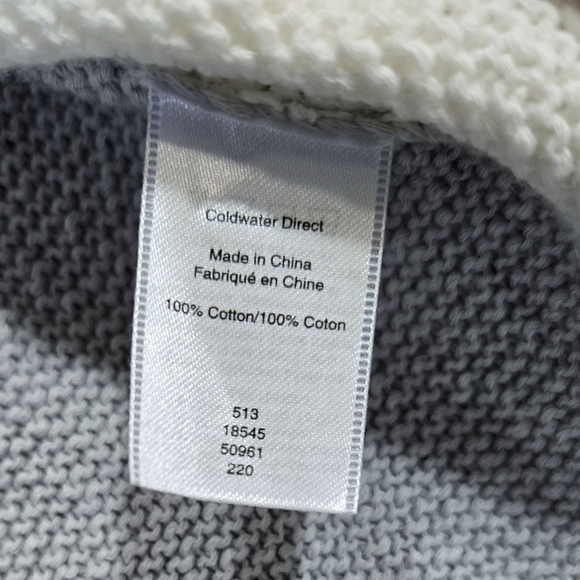 Coldwater Direct
Made in China
Fabriqué en Chine
100% Cotton/100% Coton
513
18545
50961
220